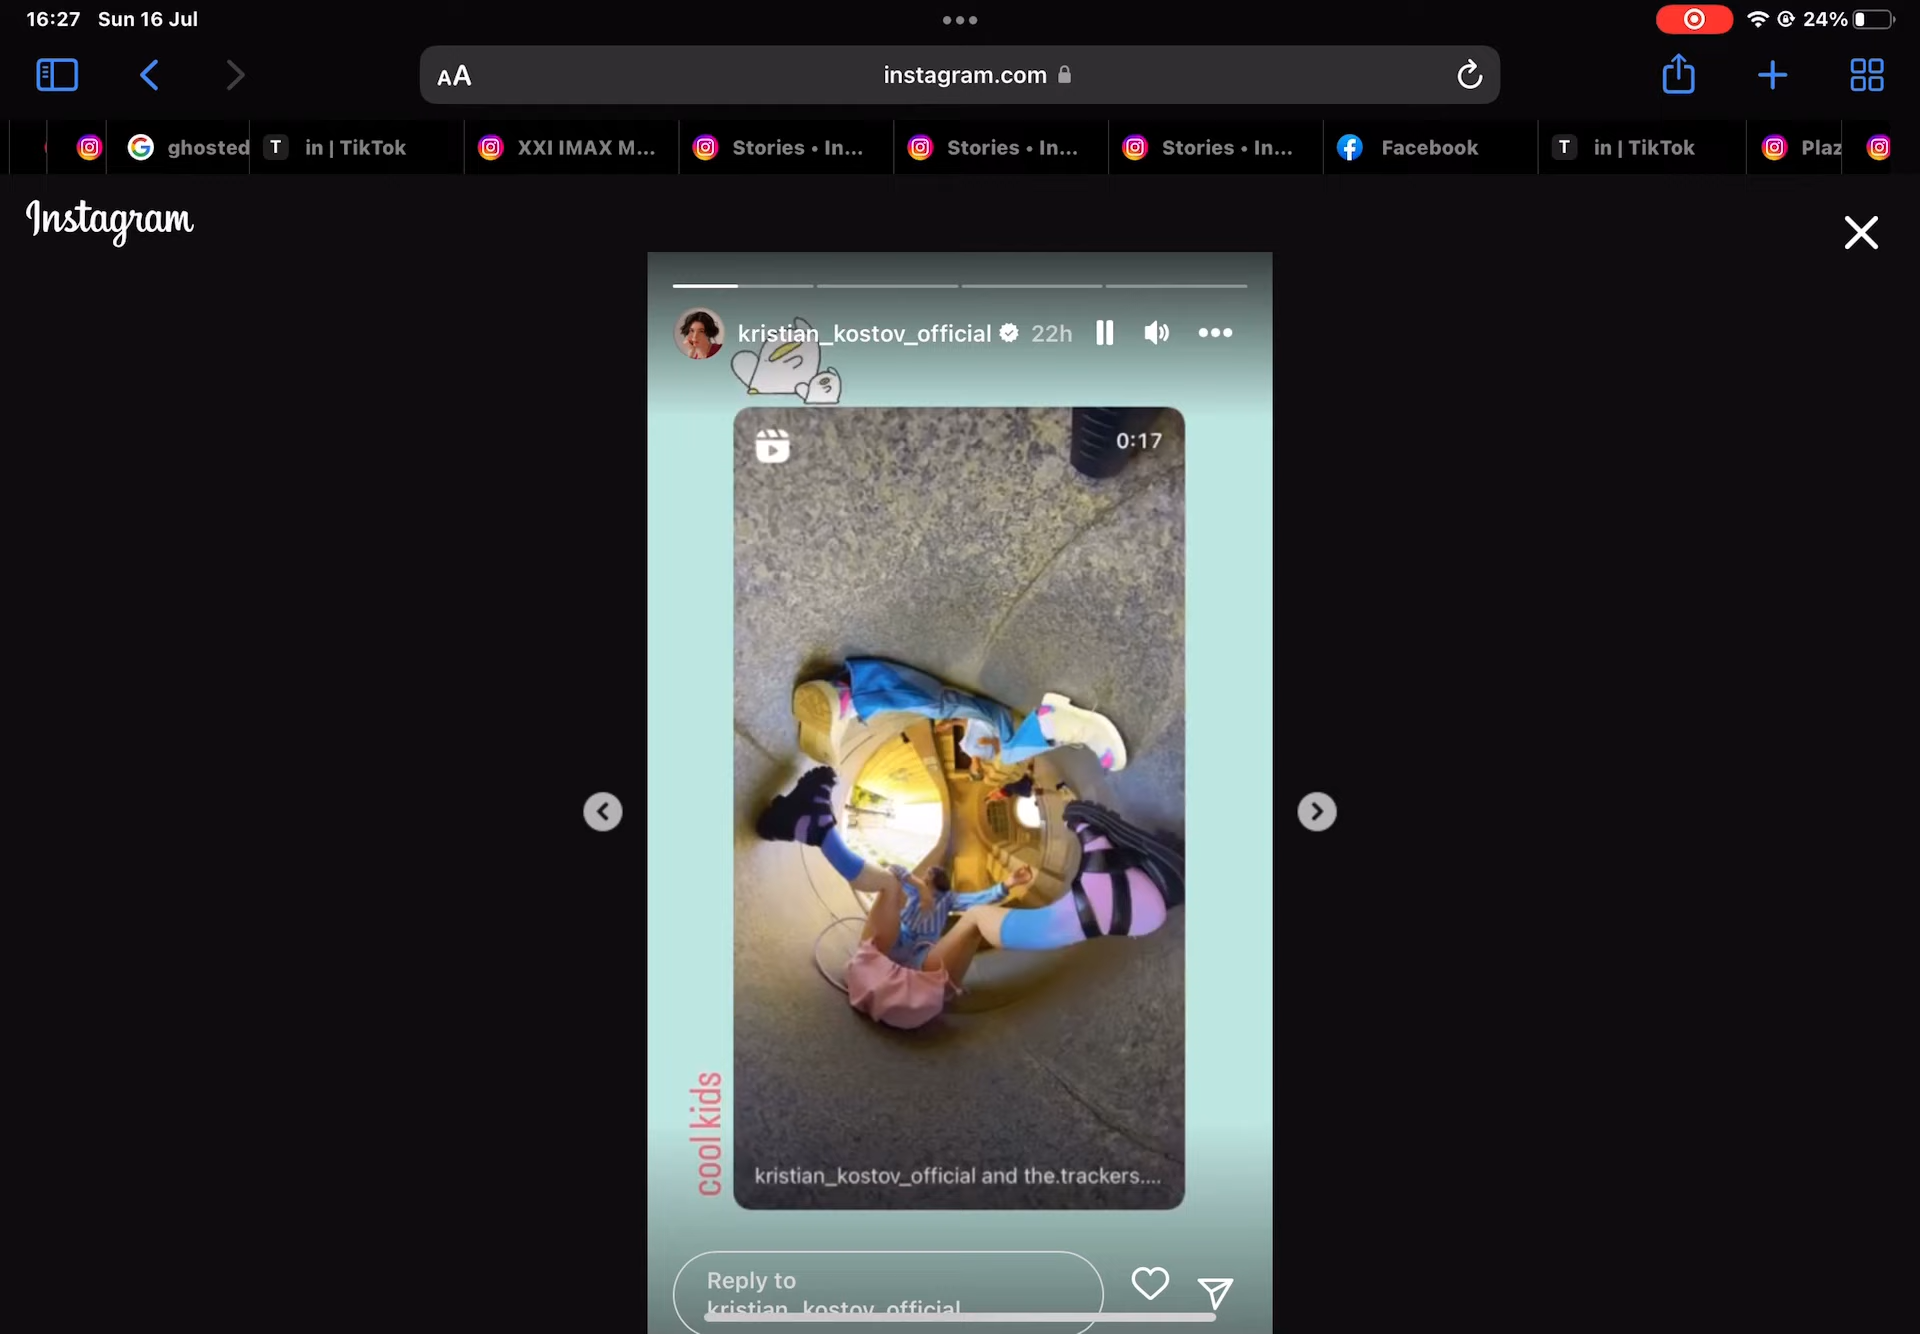 16:27 Sun 16 Jul
24%
AA
instagram.com
ghosted
in | TikTok
XXI IMAX M...
Stories • In...
Stories • In...
Stories • In...
Facebook
in | TikTok
Plaz
Instagram
kristian_kostov_official 22h
0:17
cool kids
kristian_kostov_official and the.trackers....
Reply to
kristian_kostov_official